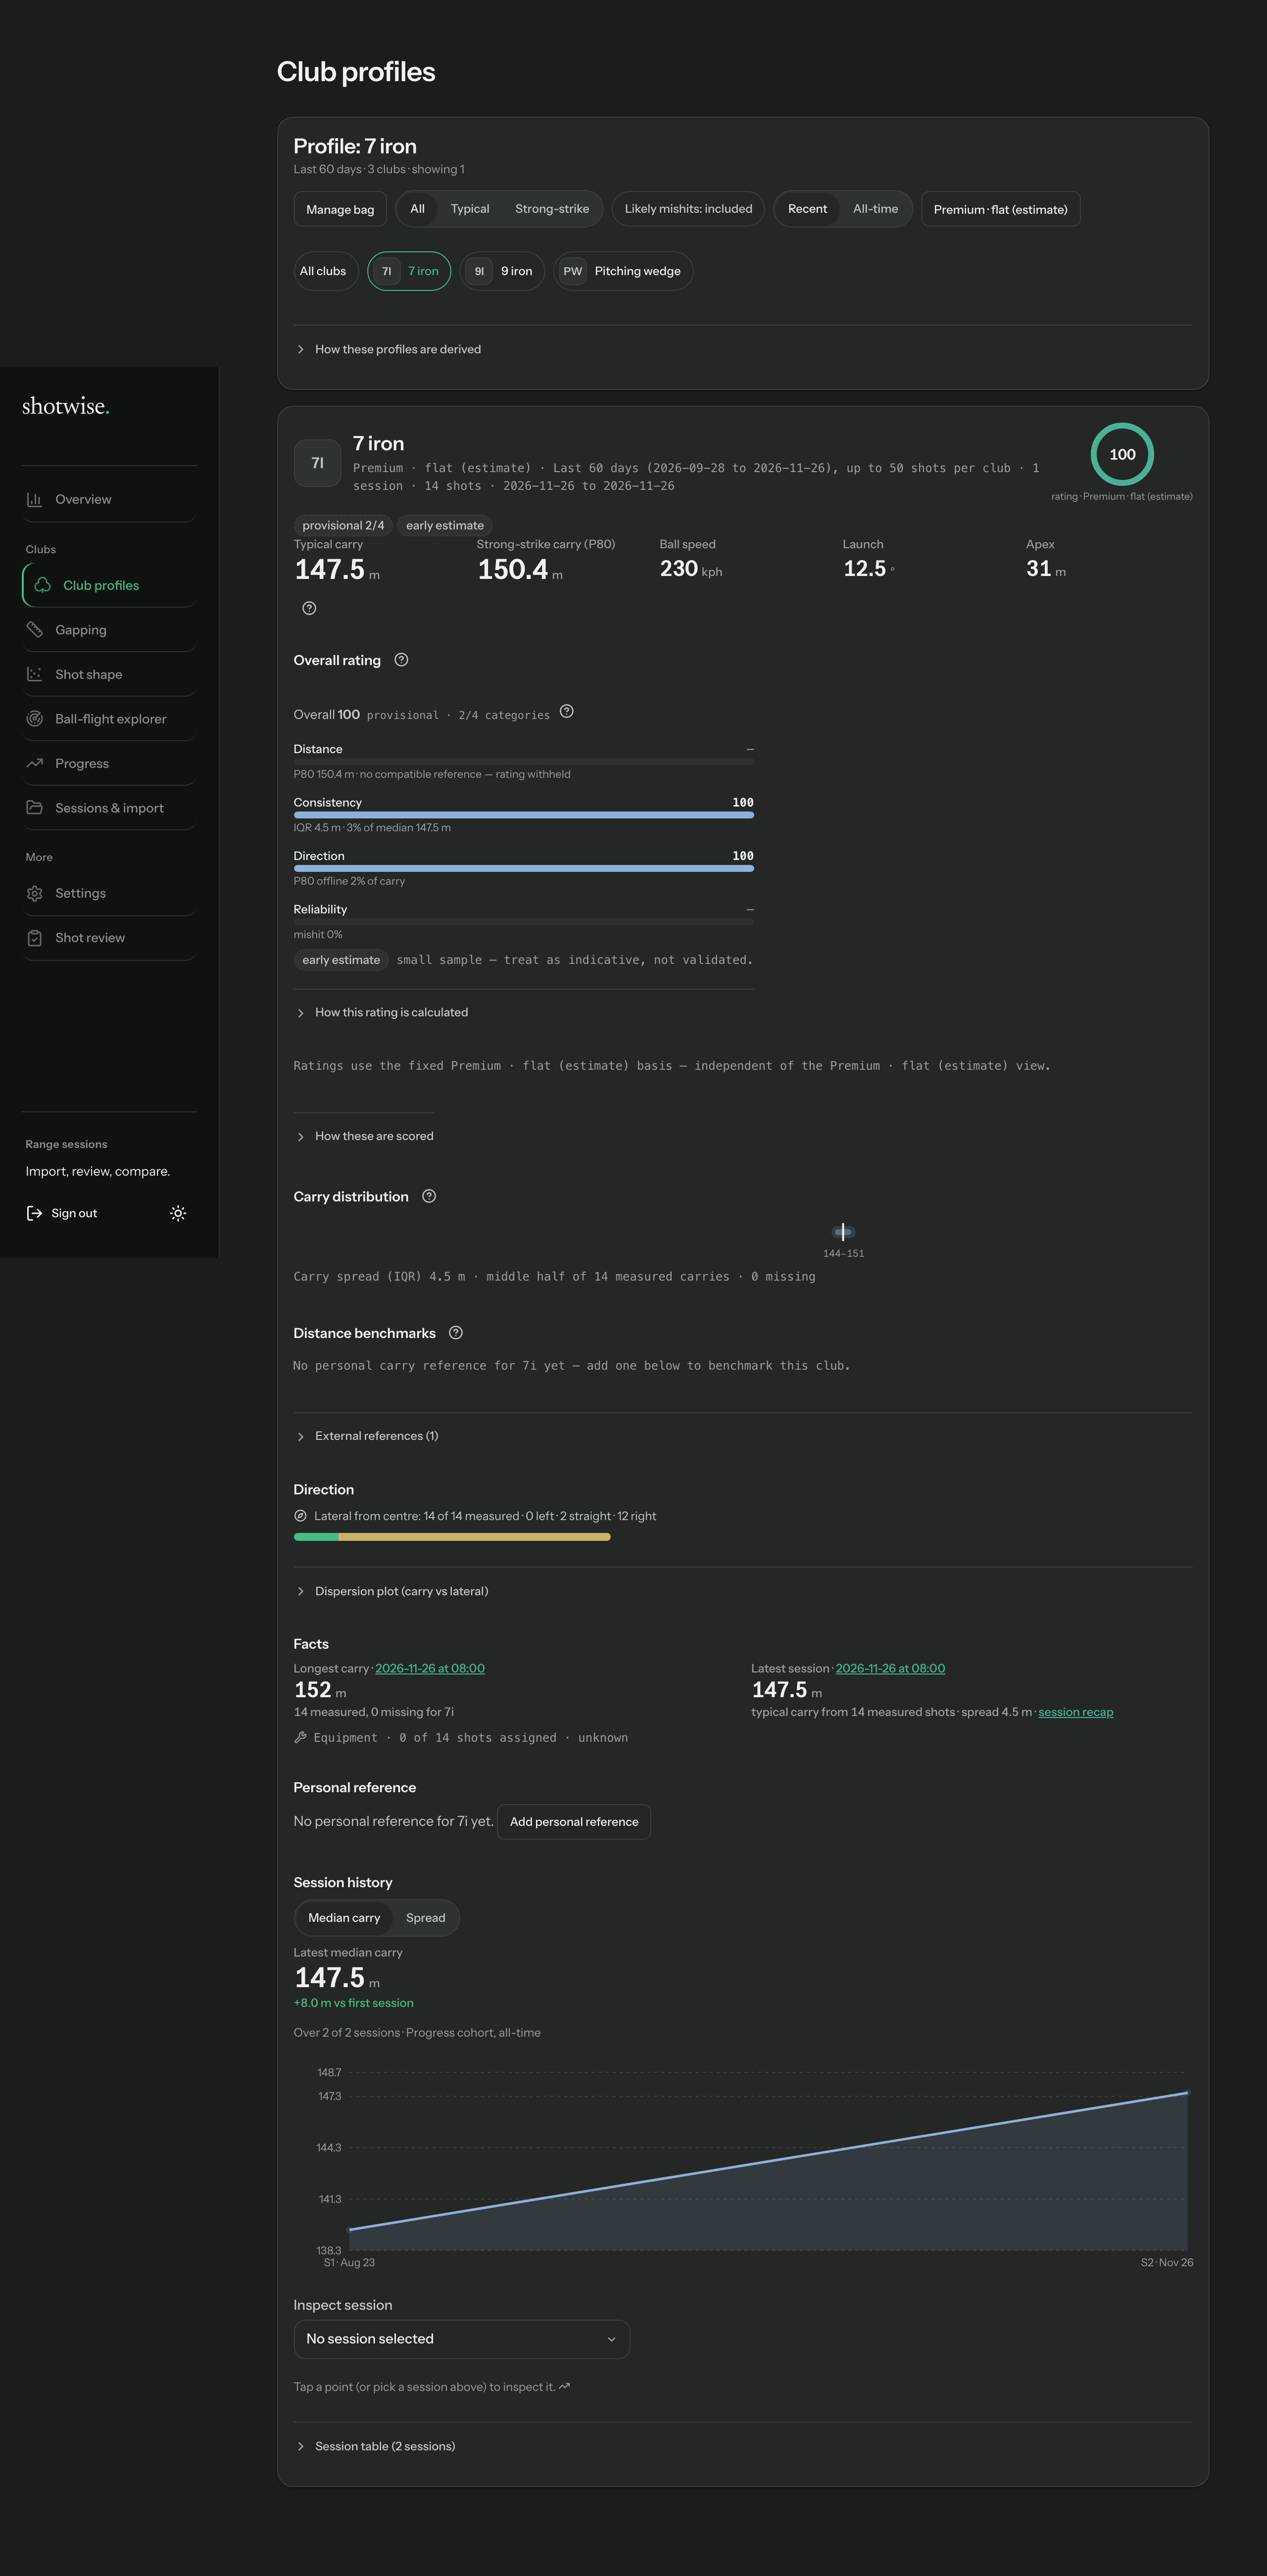 Club profiles
Profile: 7 iron
Last 60 days · 3 clubs · showing 1
Manage bag
All
Typical
Strong-strike
Likely mishits: included
Recent
All-time
Premium · flat (estimate)
All clubs
7I
7 iron
9I
9 iron
PW
Pitching wedge
How these profiles are derived
shotwise.
Overview
Clubs
Club profiles
Gapping
Shot shape
Ball-flight explorer
Progress
Sessions & import
More
Settings
Shot review
Range sessions
Import, review, compare.
Sign out
7I
7 iron
Premium · flat (estimate) · Last 60 days (2026-09-28 to 2026-11-26), up to 50 shots per club · 1
session · 14 shots · 2026-11-26 to 2026-11-26
100
rating · Premium · flat (estimate)
provisional 2/4
early estimate
Typical carry
147.5 m
Strong-strike carry (P80)
150.4 m
Ball speed
230 kph
Launch
12.5 °
Apex
31 m
Overall rating
Overall 100 provisional · 2/4 categories
Distance
—
P80 150.4 m · no compatible reference — rating withheld
Consistency
100
IQR 4.5 m · 3% of median 147.5 m
Direction
100
P80 offline 2% of carry
Reliability
—
mishit 0%
early estimate small sample — treat as indicative, not validated.
How this rating is calculated
Ratings use the fixed Premium · flat (estimate) basis — independent of the Premium · flat (estimate) view.
How these are scored
Carry distribution
144–151
Carry spread (IQR) 4.5 m · middle half of 14 measured carries · 0 missing
Distance benchmarks
No personal carry reference for 7i yet — add one below to benchmark this club.
External references (1)
Direction
Lateral from centre: 14 of 14 measured · 0 left · 2 straight · 12 right
Dispersion plot (carry vs lateral)
Facts
Longest carry · 2026-11-26 at 08:00
152 m
14 measured, 0 missing for 7i
Latest session · 2026-11-26 at 08:00
147.5 m
typical carry from 14 measured shots · spread 4.5 m · session recap
Equipment · 0 of 14 shots assigned · unknown
Personal reference
No personal reference for 7i yet.
Add personal reference
Session history
Median carry
Spread
Latest median carry
147.5 m
+8.0 m vs first session
Over 2 of 2 sessions · Progress cohort, all-time
148.7
147.3
144.3
141.3
138.3
S1 · Aug 23
S2 · Nov 26
Inspect session
No session selected
Tap a point (or pick a session above) to inspect it.
Session table (2 sessions)